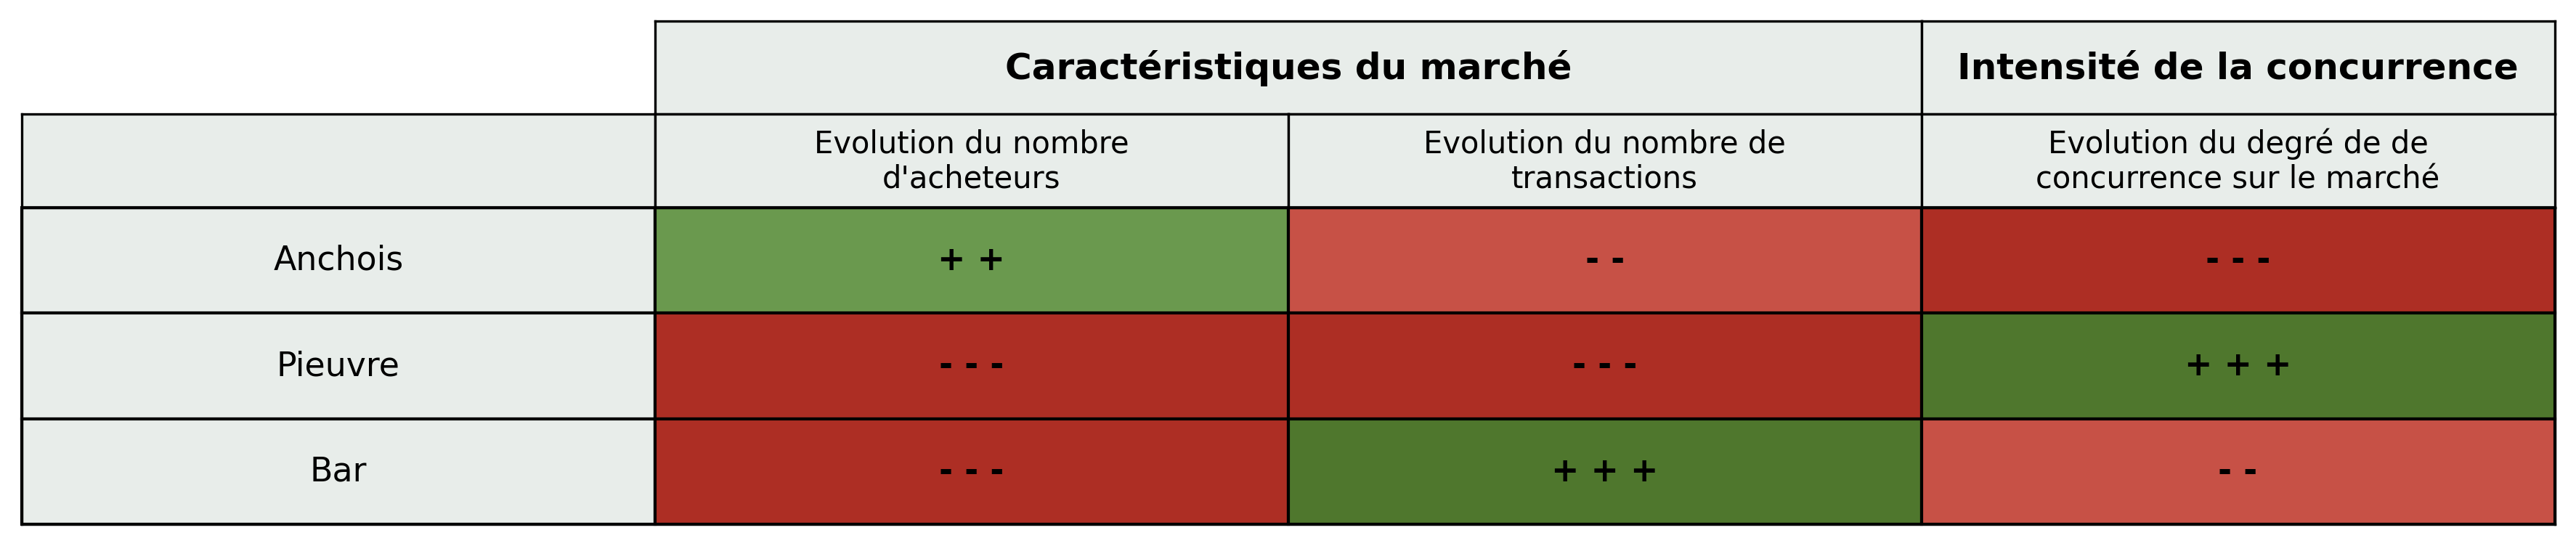 Caractéristiques du marché
Intensité de la concurrence
Evolution du nombre
d'acheteurs
Evolution du nombre de
transactions
Evolution du degré de de
concurrence sur le marché
Anchois
+ +
- -
- - -
Pieuvre
- - -
- - -
+ + +
Bar
- - -
+ + +
- -